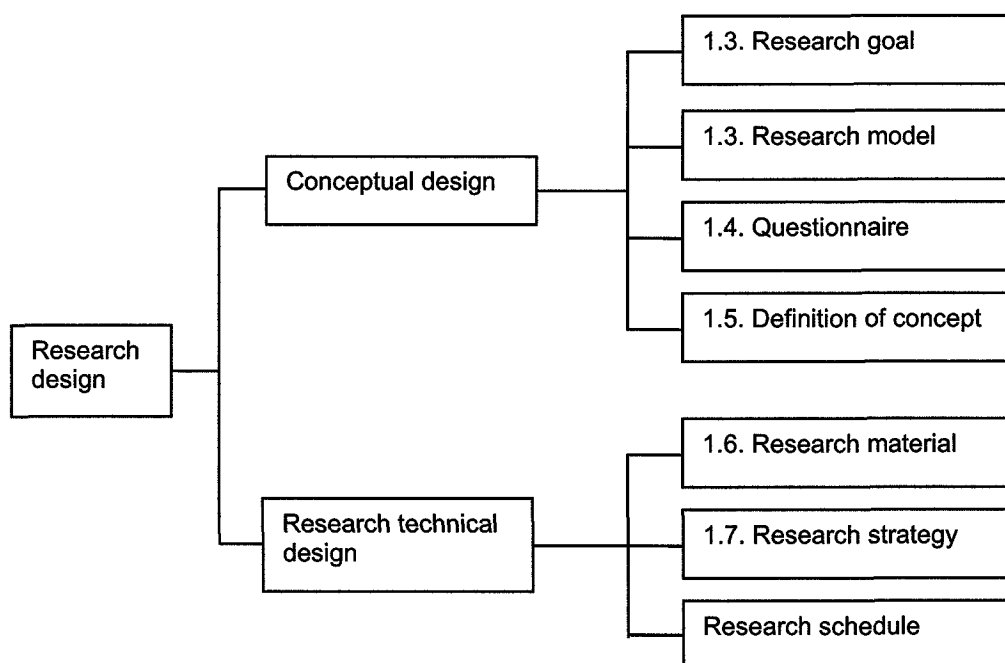 1.3. Research goal
1.3. Research model
Conceptual design
1.4. Questionnaire
1.5. Definition of concept
Research
design
1.6. Research material
Research technical
design
1.7. Research strategy
Research schedule